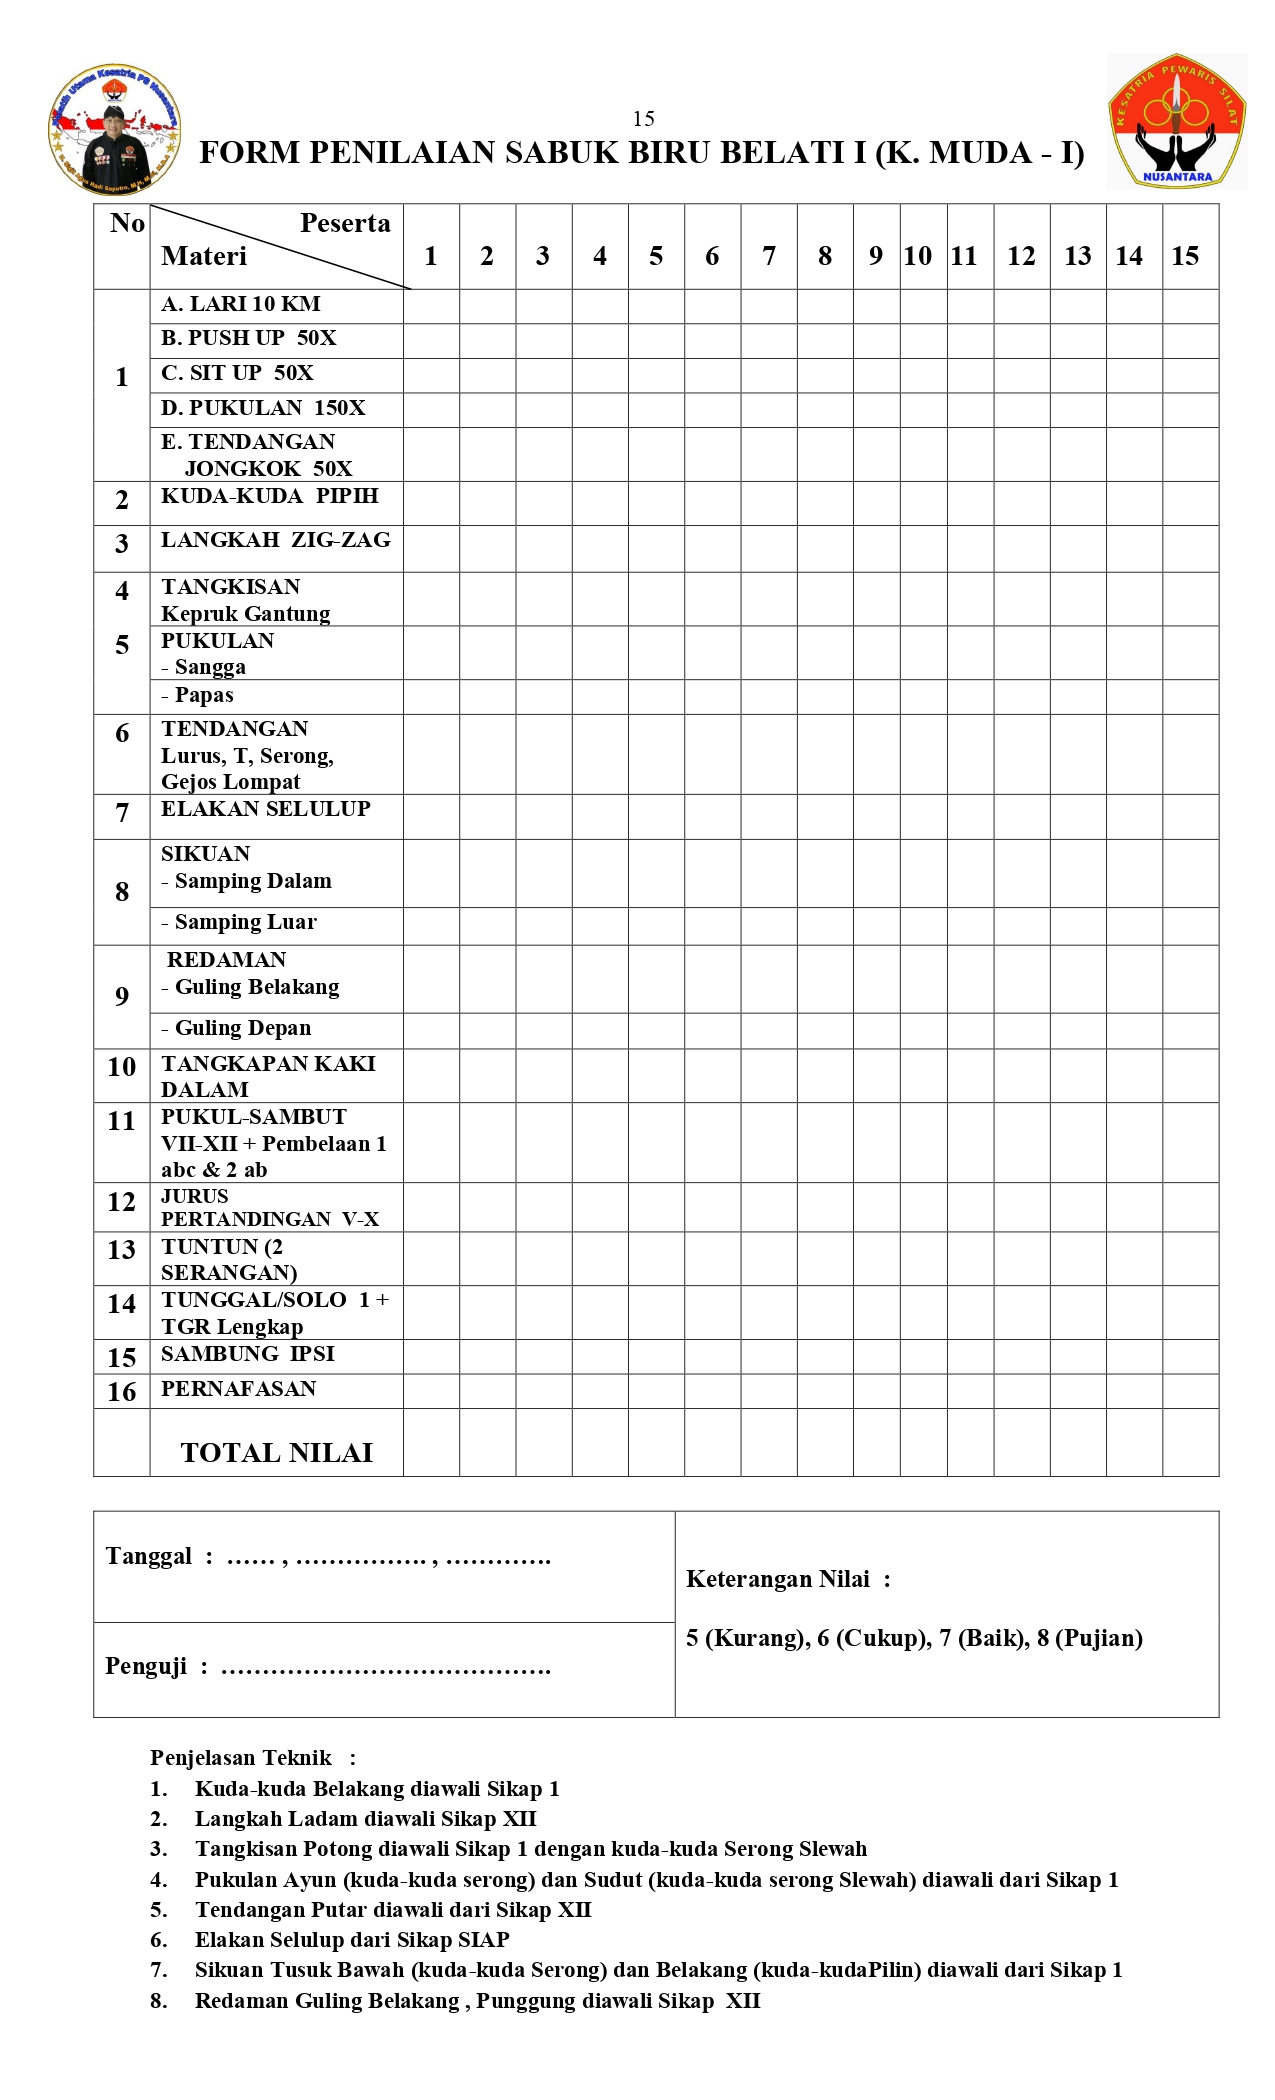 Pelatih Utama Kesatria PS Nusantara
KESATRIA PEWARIS SILAT
NUSANTARA
15
FORM PENILAIAN SABUK BIRU BELATI I (K. MUDA - I)
No Peserta
Materi 1 2 3 4 5 6 7 8 9 10 11 12 13 14 15
A. LARI 10 KM
B. PUSH UP 50X
1 C. SIT UP 50X
D. PUKULAN 150X
E. TENDANGAN
JONGKOK 50X
2 KUDA-KUDA PIPIH
3 LANGKAH ZIG-ZAG
4 TANGKISAN
Kepruk Gantung
5 PUKULAN
- Sangga
- Papas
6 TENDANGAN
Lurus, T, Serong,
Gejos Lompat
7 ELAKAN SELULUP
SIKUAN
8 - Samping Dalam
- Samping Luar
REDAMAN
9 - Guling Belakang
- Guling Depan
10 TANGKAPAN KAKI
DALAM
11 PUKUL-SAMBUT
VII-XII + Pembelaan 1
abc & 2 ab
12 JURUS
PERTANDINGAN V-X
13 TUNTUN (2
SERANGAN)
14 TUNGGAL/SOLO 1 +
TGR Lengkap
15 SAMBUNG IPSI
16 PERNAFASAN
TOTAL NILAI
Tanggal : …… , ……………. , ………….
Penguji : ………………………………….
Keterangan Nilai :
5 (Kurang), 6 (Cukup), 7 (Baik), 8 (Pujian)
Penjelasan Teknik :
1. Kuda-kuda Belakang diawali Sikap 1
2. Langkah Ladam diawali Sikap XII
3. Tangkisan Potong diawali Sikap 1 dengan kuda-kuda Serong Slewah
4. Pukulan Ayun (kuda-kuda serong) dan Sudut (kuda-kuda serong Slewah) diawali dari Sikap 1
5. Tendangan Putar diawali dari Sikap XII
6. Elakan Selulup dari Sikap SIAP
7. Sikuan Tusuk Bawah (kuda-kuda Serong) dan Belakang (kuda-kudaPilin) diawali dari Sikap 1
8. Redaman Guling Belakang , Punggung diawali Sikap XII